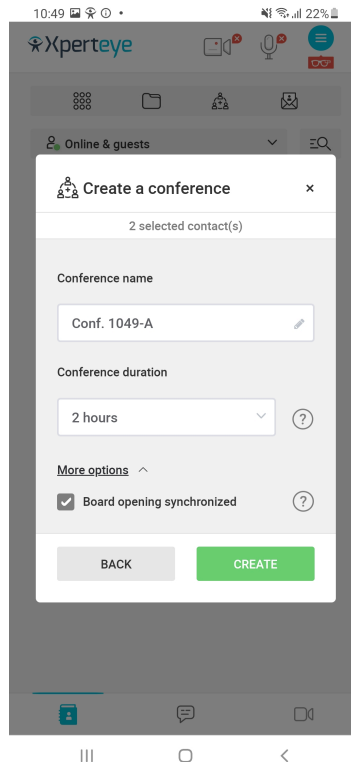 10:49
22%
Xperteye
Online & guests
Create a conference
2 selected contact(s)
Conference name
Conf. 1049-A
Conference duration
2 hours
?
More options
Board opening synchronized
?
BACK
CREATE